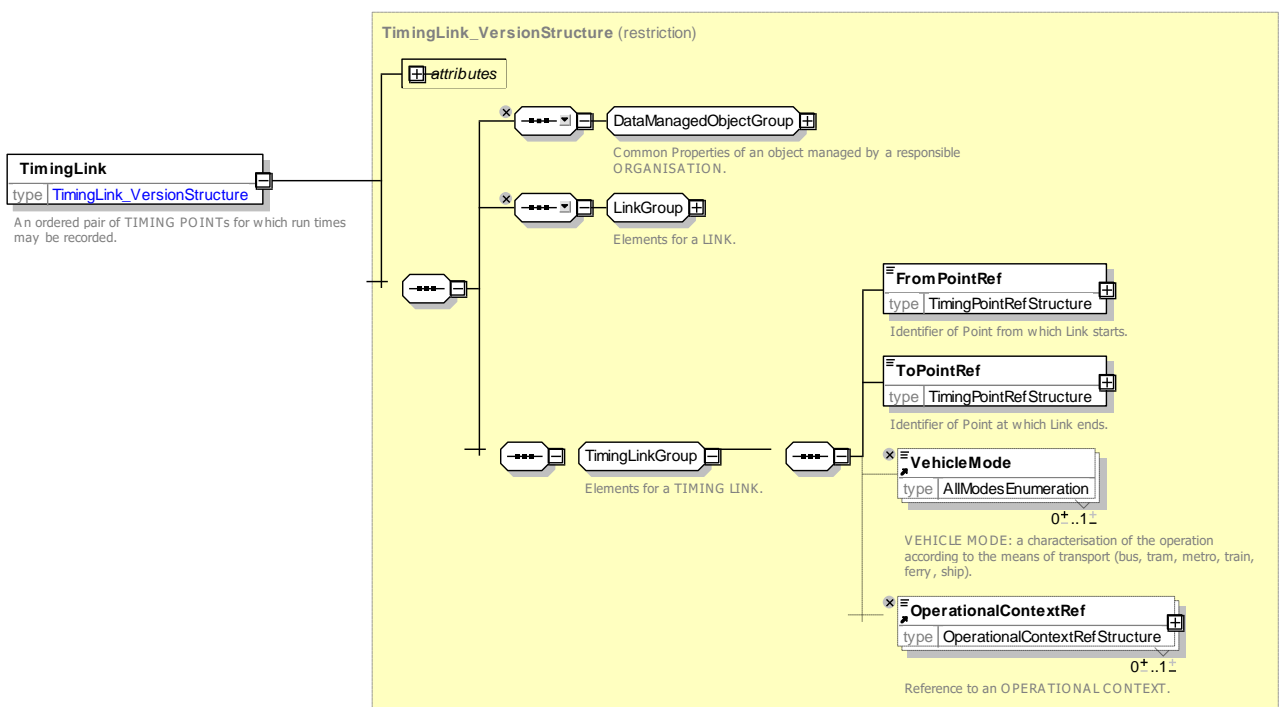 TimingLink_VersionStructure (restriction)
attributes
DataManagedObjectGroup
Common Properties of an object managed by a responsible
ORGANISATION.
TimingLink
type TimingLink_VersionStructure
An ordered pair of TIMING POINTs for which run times
may be recorded.
LinkGroup
Elements for a LINK.
FromPointRef
type TimingPointRefStructure
Identifier of Point from which Link starts.
ToPointRef
type TimingPointRefStructure
Identifier of Point at which Link ends.
TimingLinkGroup
Elements for a TIMING LINK.
VehicleMode
type AllModesEnumeration
0±..1±
VEHICLE MODE: a characterisation of the operation
according to the means of transport (bus, tram, metro, train,
ferry, ship).
OperationalContextRef
type OperationalContextRefStructure
0±..1±
Reference to an OPERATIONAL CONTEXT.